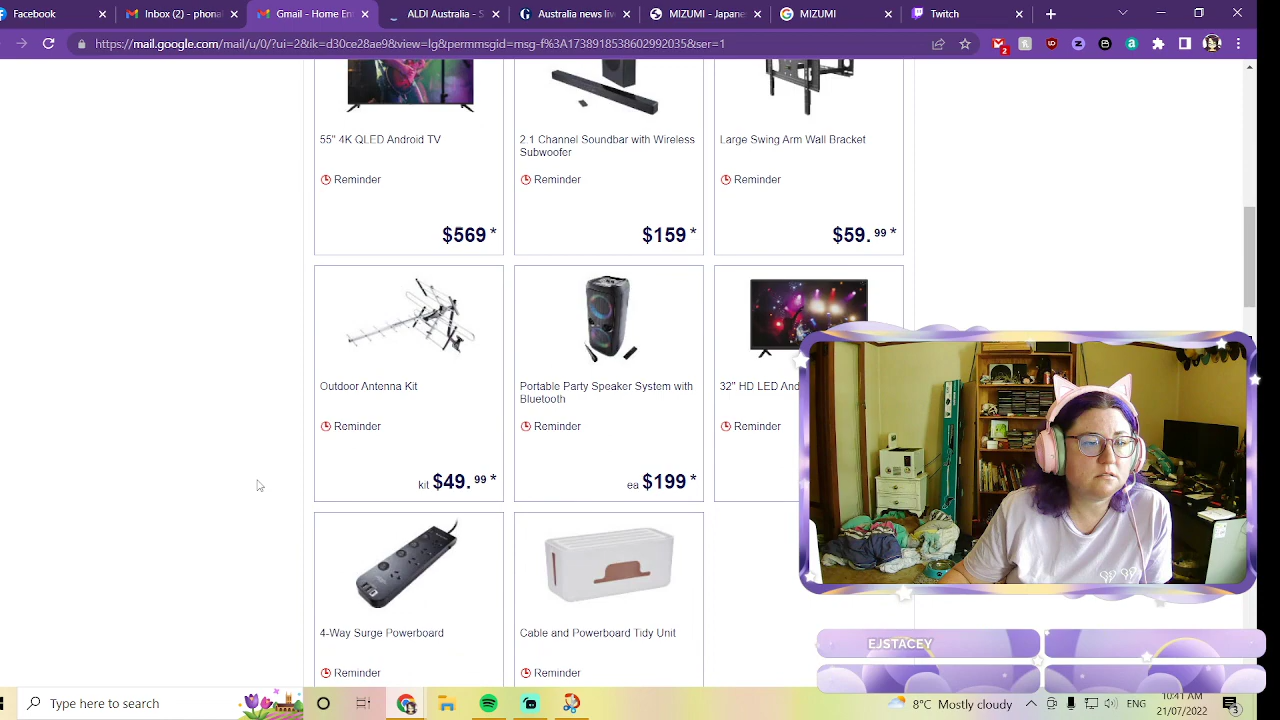 Facebook
Inbox (2) - phona
Gmail - Home En
ALDI Australia - S
Australia news liv
MIZUMI - Japane
MIZUMI
Twitch
https://mail.google.com/mail/u/0/?ui=2&ik=d30ce28ae9&view=lg&permmsgid=msg-f%3A1738918538602992035&ser=1
2
55" 4K QLED Android TV
2.1 Channel Soundbar with Wireless
Subwoofer
Large Swing Arm Wall Bracket
Reminder
Reminder
Reminder
$569 *
$159 *
$59. 99 *
Outdoor Antenna Kit
Portable Party Speaker System with
Bluetooth
32" HD LED And
Reminder
Reminder
Reminder
kit $49. 99 *
ea $199 *
4-Way Surge Powerboard
Cable and Powerboard Tidy Unit
Reminder
Reminder
EJSTACEY
Type here to search
8°C Mostly cloudy
ENG
10:41 AM
21/07/2022
3